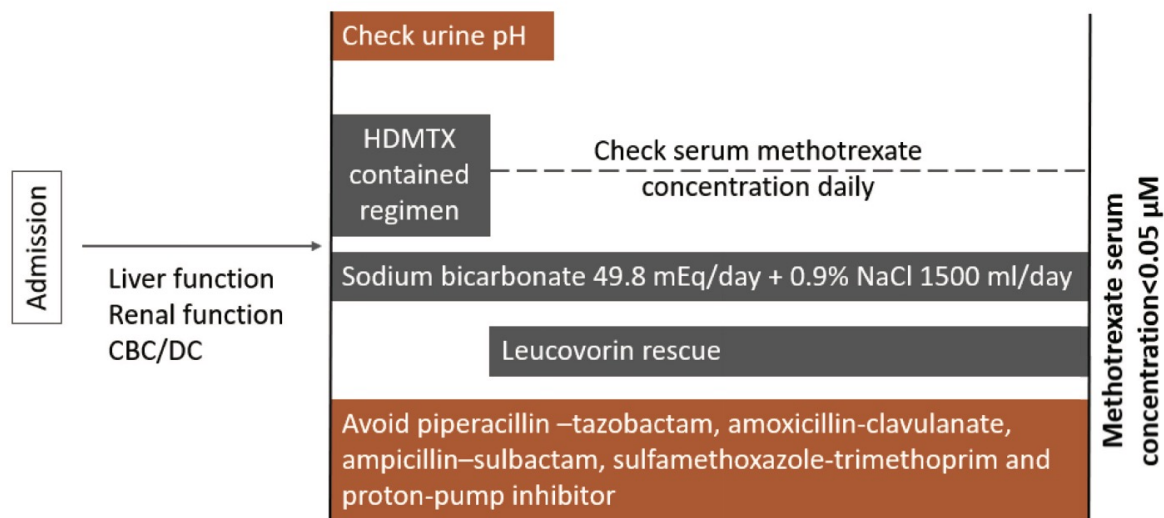 Check urine pH
HDMTX
contained
regimen
Check serum methotrexate
concentration daily
Admission
Liver function
Renal function
CBC/DC
Sodium bicarbonate 49.8 mEq/day + 0.9% NaCl 1500 ml/day
Leucovorin rescue
Avoid piperacillin –tazobactam, amoxicillin-clavulanate,
ampicillin–sulbactam, sulfamethoxazole-trimethoprim and
proton-pump inhibitor
Methotrexate serum
concentration<0.05 µM